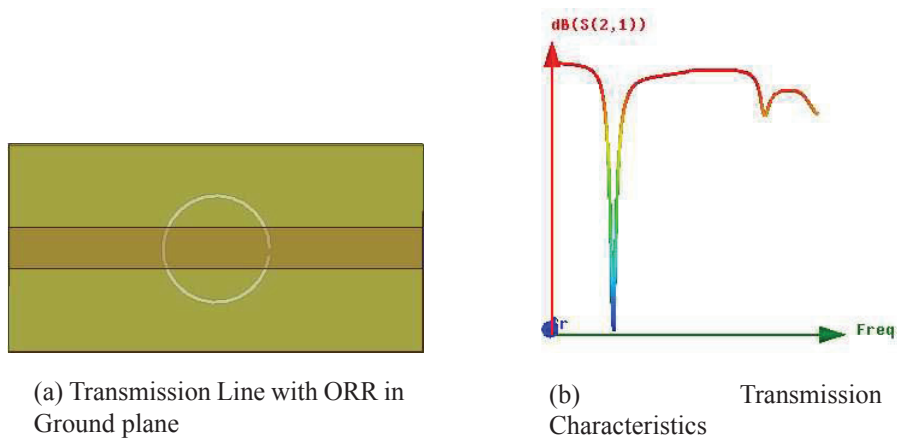 dB(S(2,1))
Freq
(a) Transmission Line with ORR in
Ground plane
(b) Transmission
Characteristics